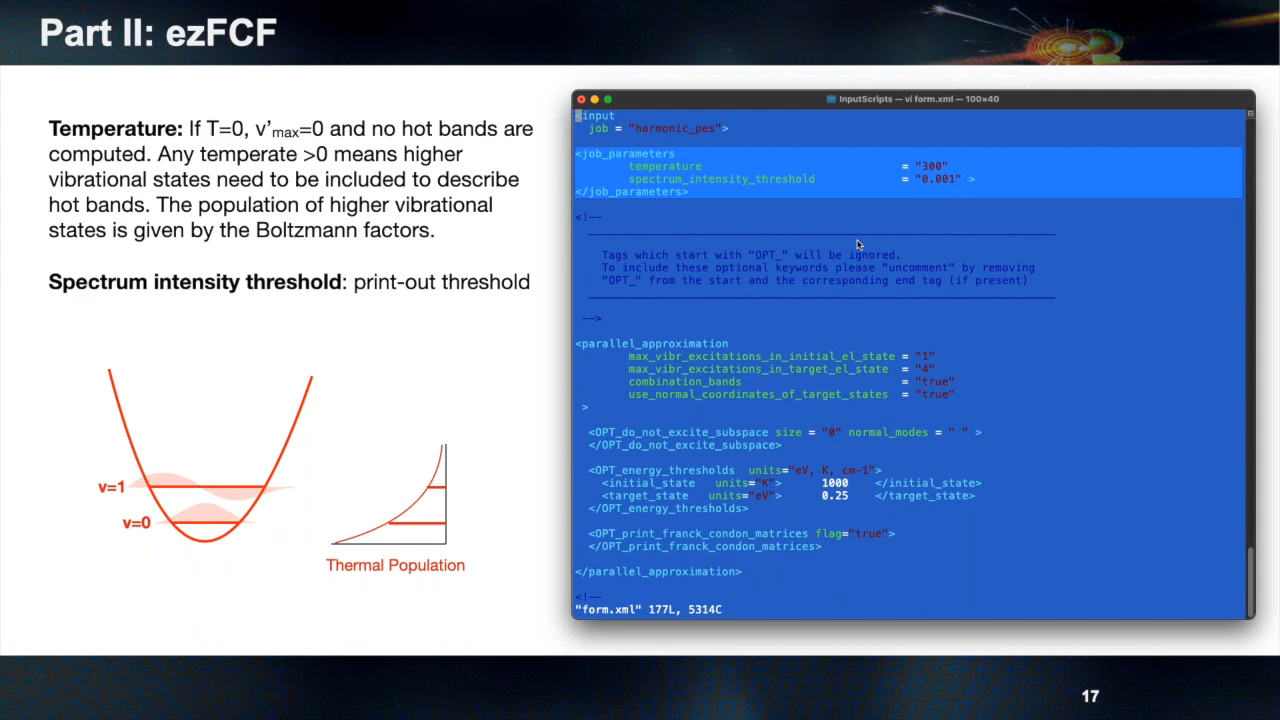 Part II: ezFCF
Temperature: If T=0, v’max=0 and no hot bands are
computed. Any temperate >0 means higher
vibrational states need to be included to describe
hot bands. The population of higher vibrational
states is given by the Boltzmann factors.
Spectrum intensity threshold: print-out threshold
v=1
v=0
Thermal Population
InputScripts — vi form.xml — 100×40
<input
job = "harmonic_pes">
<job_parameters
temperature = "300"
spectrum_intensity_threshold = "0.001" >
</job_parameters>
<!--
Tags which start with "OPT_" will be ignored.
To include these optional keywords please "uncomment" by removing
"OPT_" from the start and the corresponding end tag (if present)
-->
<parallel_approximation
max_vibr_excitations_in_initial_el_state = "1"
max_vibr_excitations_in_target_el_state = "4"
combination_bands = "true"
use_normal_coordinates_of_target_states = "true"
>
<OPT_do_not_excite_subspace size = "0" normal_modes = " " >
</OPT_do_not_excite_subspace>
<OPT_energy_thresholds units="eV, K, cm-1">
<initial_state units="K"> 1000 </initial_state>
<target_state units="eV"> 0.25 </target_state>
</OPT_energy_thresholds>
<OPT_print_franck_condon_matrices flag="true">
</OPT_print_franck_condon_matrices>
</parallel_approximation>
<!--
"form.xml" 177L, 5314C
17